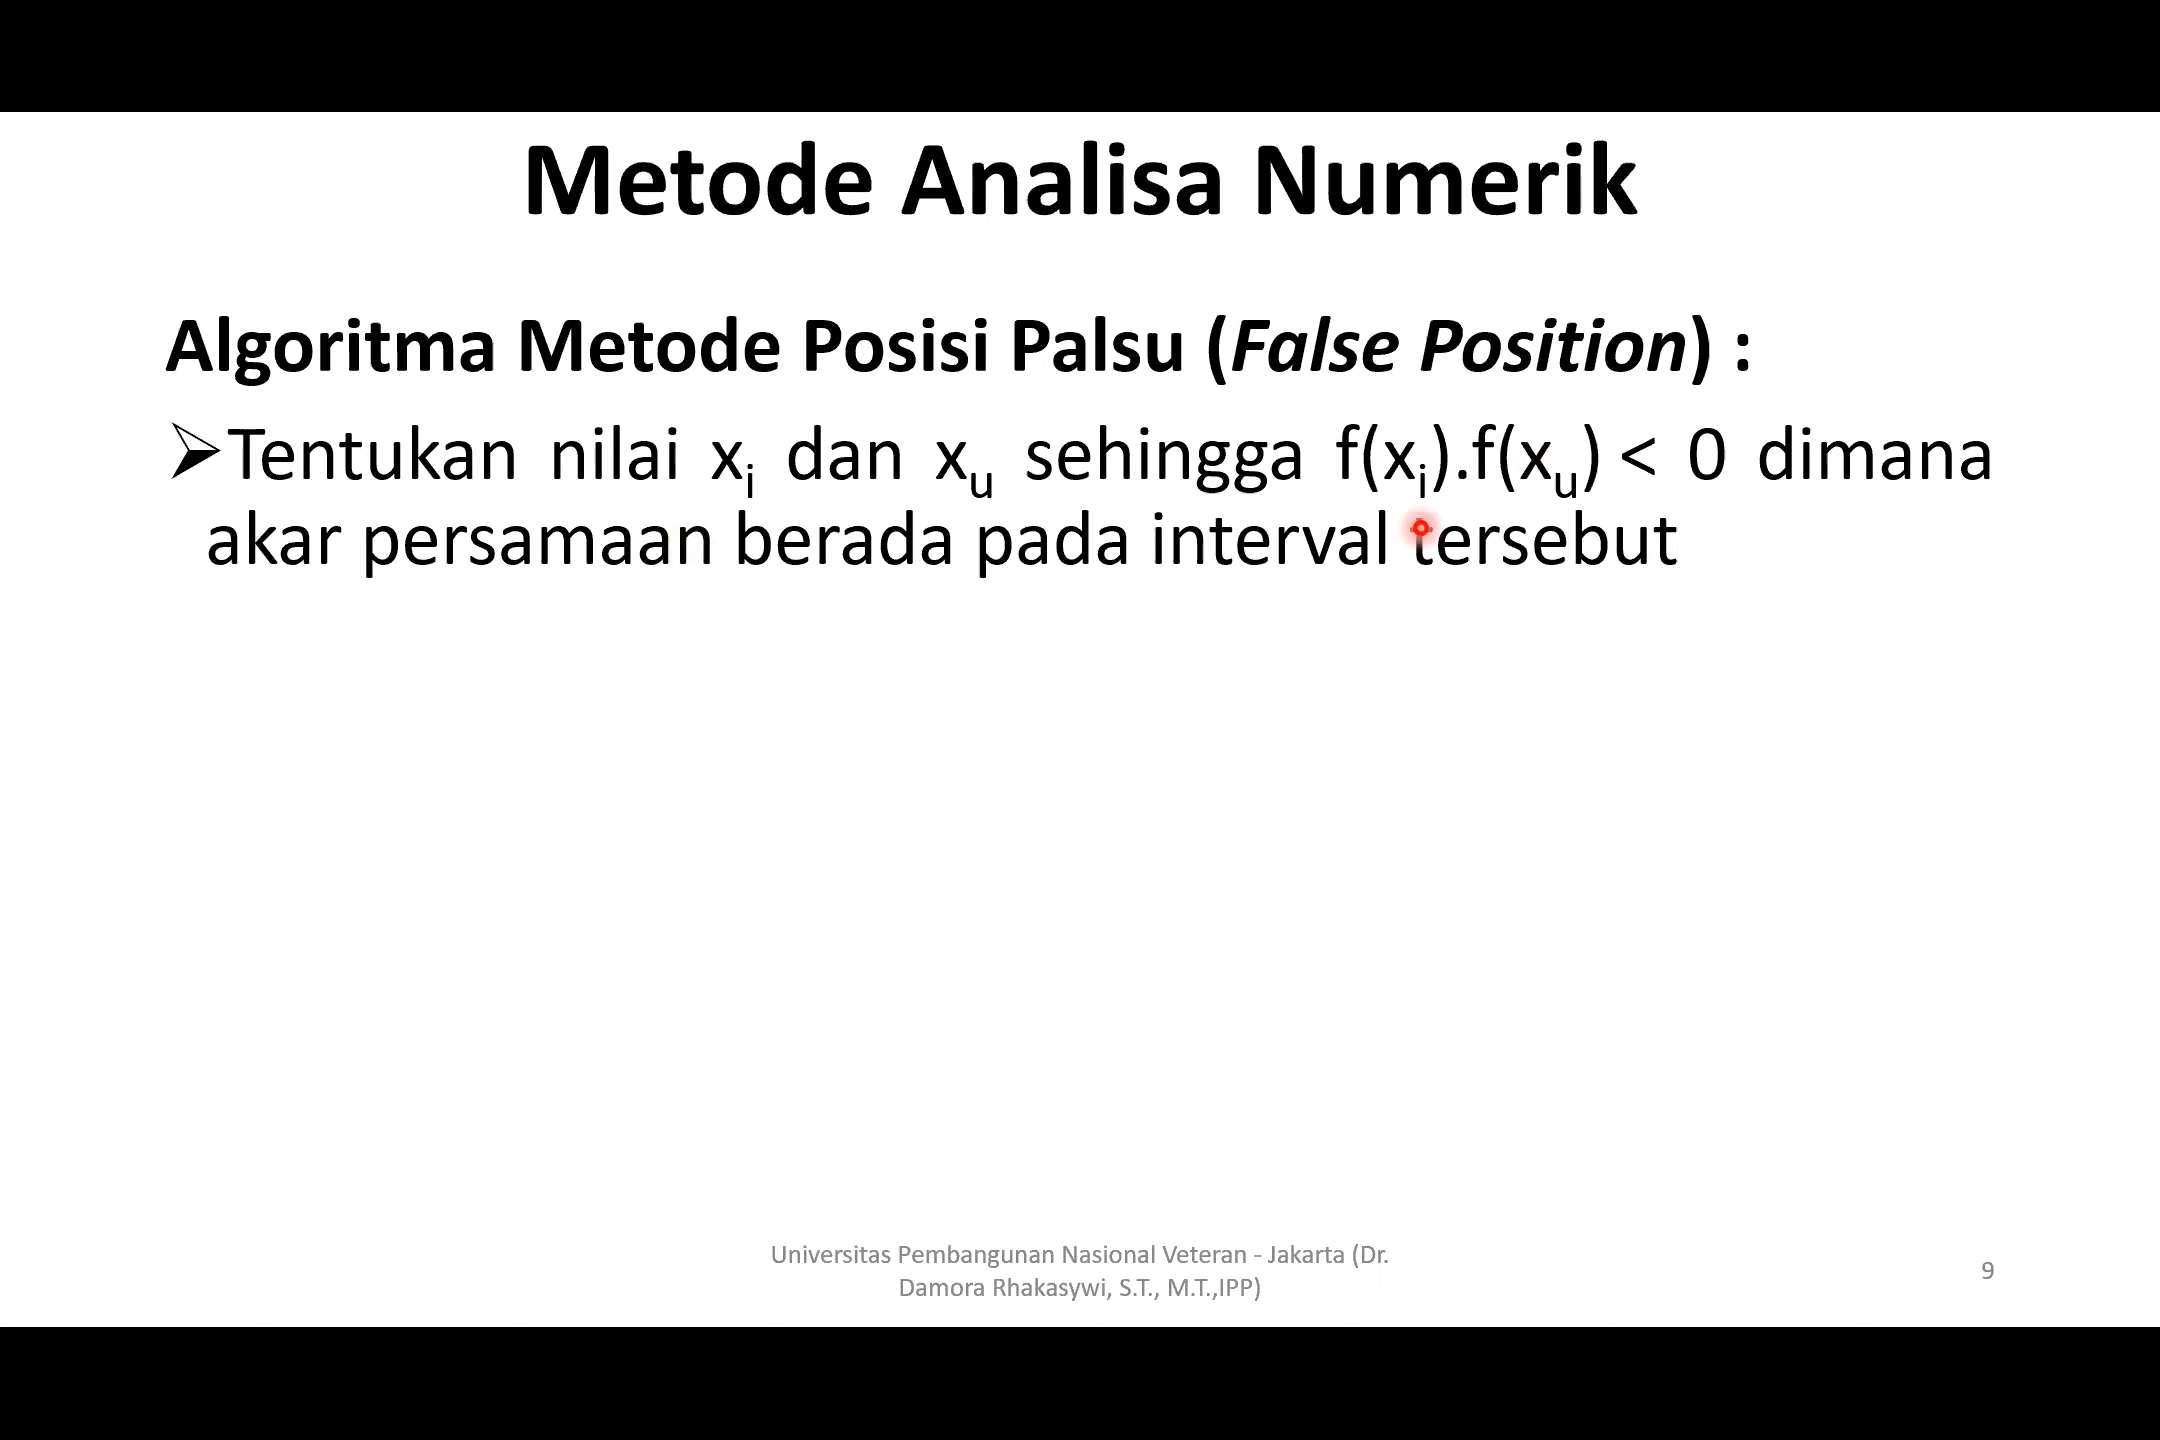 Metode Analisa Numerik
Algoritma Metode Posisi Palsu (False Position) :
➢Tentukan nilai xᵢ dan xᵤ sehingga f(xᵢ).f(xᵤ) < 0 dimana
akar persamaan berada pada interval tersebut
Universitas Pembangunan Nasional Veteran - Jakarta (Dr.
Damora Rhakasywi, S.T., M.T.,IPP)
9